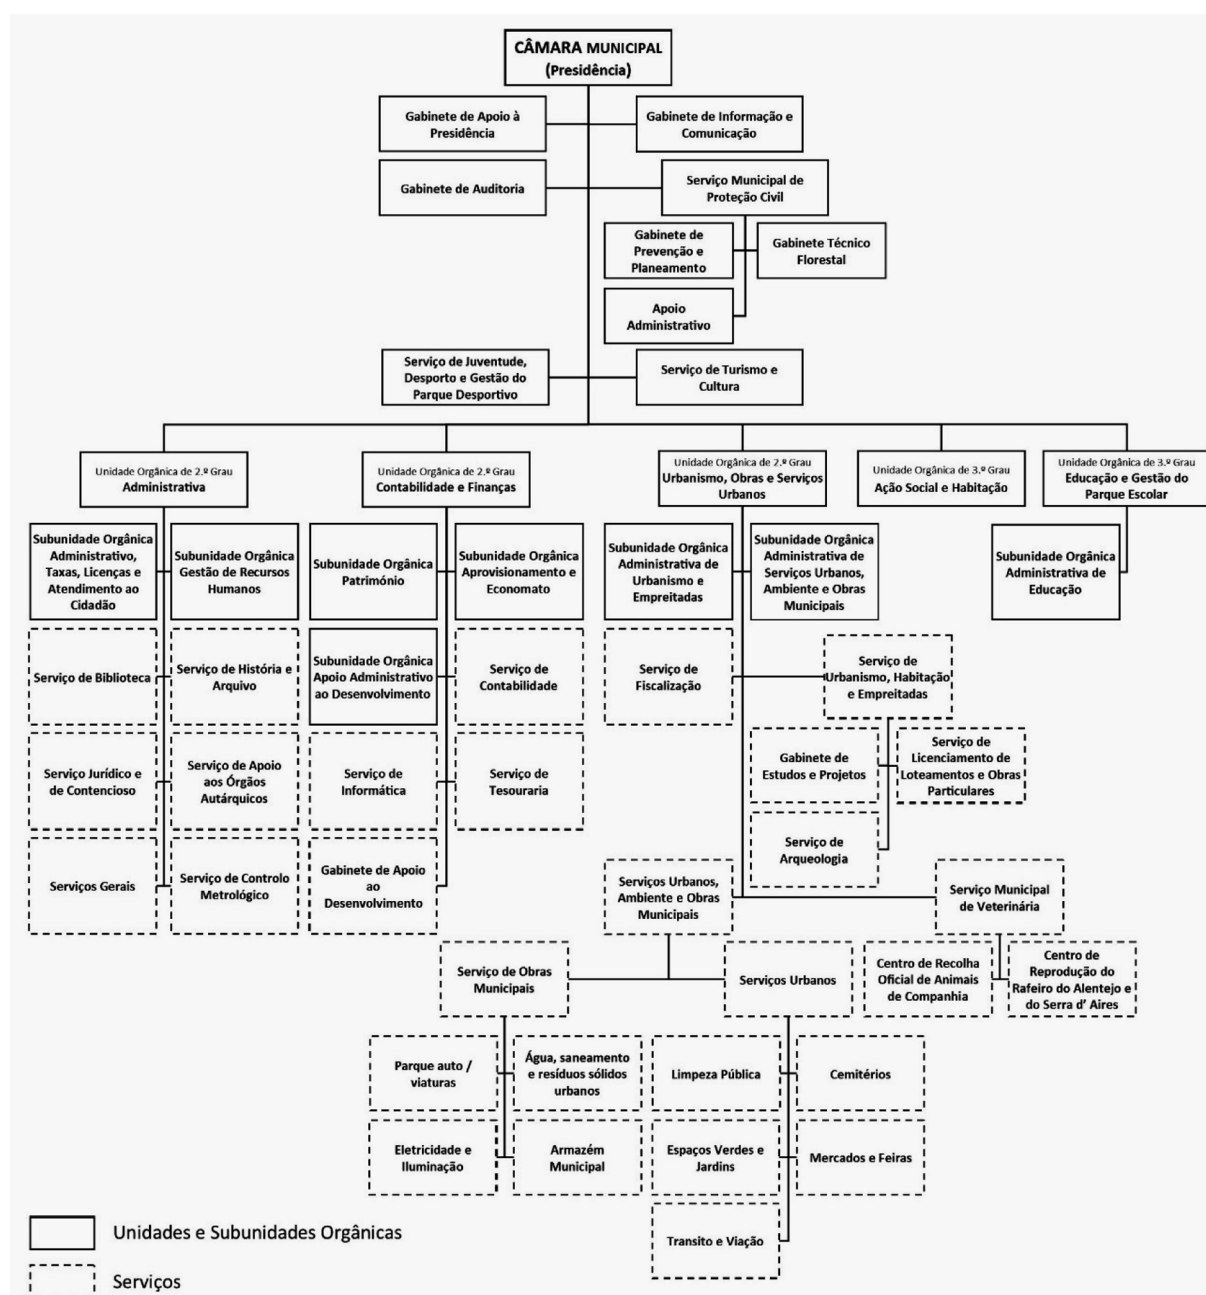 CÂMARA MUNICIPAL
(Presidência)
Gabinete de Apoio à
Presidência
Gabinete de Informação e
Comunicação
Gabinete de Auditoria
Serviço Municipal de
Proteção Civil
Gabinete de
Prevenção e
Planeamento
Gabinete Técnico
Florestal
Apoio
Administrativo
Serviço de Juventude,
Desporto e Gestão do
Parque Desportivo
Serviço de Turismo e
Cultura
Unidade Orgânica de 2.º Grau
Administrativa
Unidade Orgânica de 2.º Grau
Contabilidade e Finanças
Unidade Orgânica de 2.º Grau
Urbanismo, Obras e Serviços
Urbanos
Unidade Orgânica de 3.º Grau
Ação Social e Habitação
Unidade Orgânica de 3.º Grau
Educação e Gestão do
Parque Escolar
Subunidade Orgânica
Administrativo,
Taxas, Licenças e
Atendimento ao
Cidadão
Subunidade Orgânica
Gestão de Recursos
Humanos
Subunidade Orgânica
Património
Subunidade Orgânica
Aprovisionamento e
Economato
Subunidade Orgânica
Administrativa de
Urbanismo e
Empreitadas
Subunidade Orgânica
Administrativa de
Serviços Urbanos,
Ambiente e Obras
Municipais
Subunidade Orgânica
Administrativa de
Educação
Serviço de Biblioteca
Serviço de História e
Arquivo
Subunidade Orgânica
Apoio Administrativo
ao Desenvolvimento
Serviço de
Contabilidade
Serviço de
Fiscalização
Serviço de
Urbanismo, Habitação
e Empreitadas
Serviço Jurídico e
de Contencioso
Serviço de Apoio
aos Órgãos
Autárquicos
Serviço de
Informática
Serviço de
Tesouraria
Gabinete de
Estudos e Projetos
Serviço de
Licenciamento de
Loteamentos e Obras
Particulares
Serviço de
Arqueologia
Serviços Gerais
Serviço de Controlo
Metrológico
Gabinete de Apoio
ao
Desenvolvimento
Serviços Urbanos,
Ambiente e Obras
Municipais
Serviço Municipal
de Veterinária
Serviço de Obras
Municipais
Serviços Urbanos
Centro de Recolha
Oficial de Animais
de Companhia
Centro de
Reprodução do
Rafeiro do Alentejo e
do Serra d' Aires
Parque auto /
viaturas
Água, saneamento
e resíduos sólidos
urbanos
Limpeza Pública
Cemitérios
Eletricidade e
Iluminação
Armazém
Municipal
Espaços Verdes e
Jardins
Mercados e Feiras
Transito e Viação
Unidades e Subunidades Orgânicas
Serviços